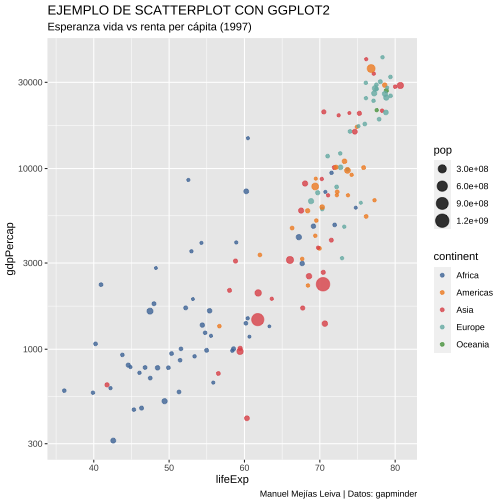 EJEMPLO DE SCATTERPLOT CON GGPLOT2
Esperanza vida vs renta per cápita (1997)
gdpPercap
30000
10000
3000
1000
300
40
50
60
70
80
lifeExp
pop
3.0e+08
6.0e+08
9.0e+08
1.2e+09
continent
Africa
Americas
Asia
Europe
Oceania
Manuel Mejías Leiva | Datos: gapminder